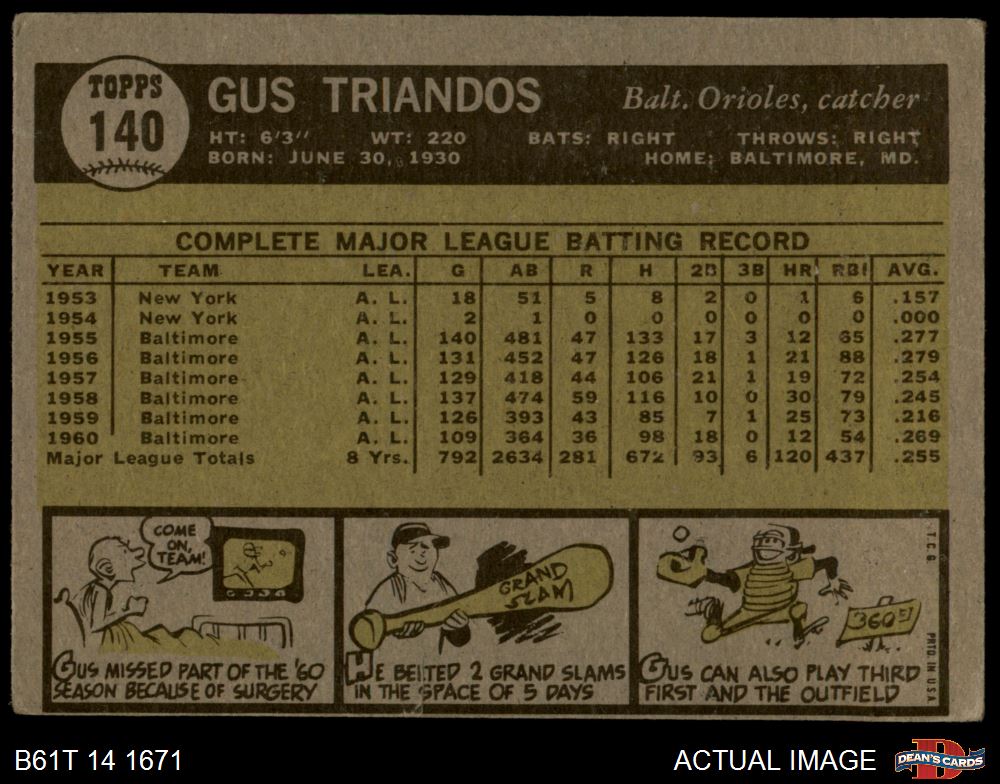 TOPPS
140
GUS TRIANDOS
Balt. Orioles, catcher
HT: 6'3" WT: 220 BATS: RIGHT THROWS: RIGHT
BORN: JUNE 30, 1930 HOME: BALTIMORE, MD.
COMPLETE MAJOR LEAGUE BATTING RECORD
YEAR TEAM LEA. G AB R H 2B 3B HR RBI AVG.
1953 New York A. L. 18 51 5 8 2 0 1 6 .157
1954 New York A. L. 2 1 0 0 0 0 0 0 .000
1955 Baltimore A. L. 140 481 47 133 17 3 12 65 .277
1956 Baltimore A. L. 131 452 47 126 18 1 21 88 .279
1957 Baltimore A. L. 129 418 44 106 21 1 19 72 .254
1958 Baltimore A. L. 137 474 59 116 10 0 30 79 .245
1959 Baltimore A. L. 126 393 43 85 7 1 25 73 .216
1960 Baltimore A. L. 109 364 36 98 18 0 12 54 .269
Major League Totals 8 Yrs. 792 2634 281 672 93 6 120 437 .255
COME
ON,
TEAM!
GUS MISSED PART OF THE '60
SEASON BECAUSE OF SURGERY
GRAND
SLAM
HE BELTED 2 GRAND SLAMS
IN THE SPACE OF 5 DAYS
360FT
GUS CAN ALSO PLAY THIRD
FIRST AND THE OUTFIELD
T.C.G.
PRTD. IN U.S.A.
B61T 14 1671
ACTUAL IMAGE
DEAN'S CARDS